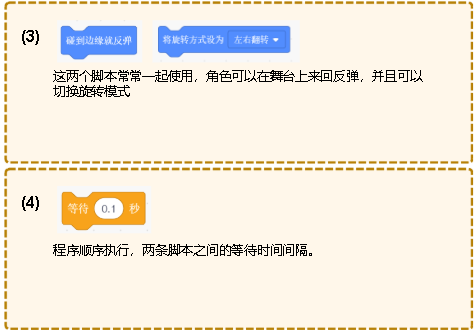 (3)
碰到边缘就反弹 将旋转方式设为 左右翻转
这两个脚本常常一起使用，角色可以在舞台上来回反弹，并且可以
切换旋转模式
(4)
等待 0.1 秒
程序顺序执行，两条脚本之间的等待时间间隔。